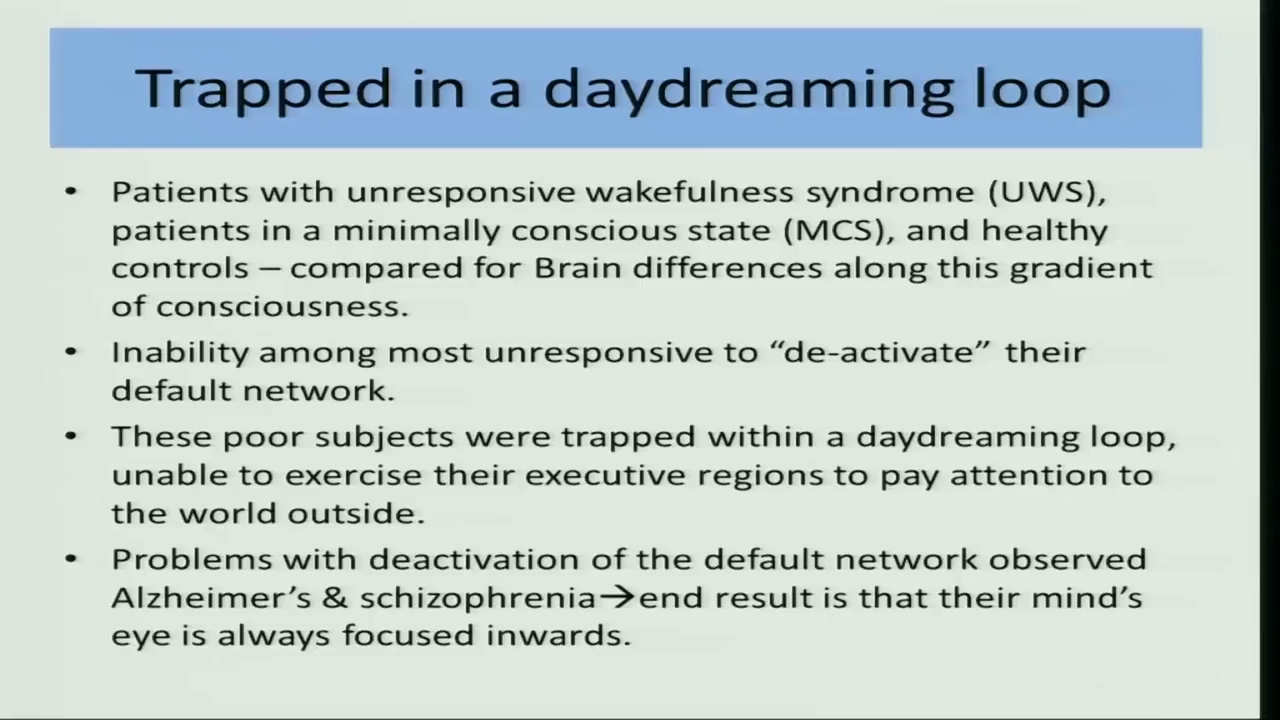 Trapped in a daydreaming loop
• Patients with unresponsive wakefulness syndrome (UWS),
patients in a minimally conscious state (MCS), and healthy
controls – compared for Brain differences along this gradient
of consciousness.
• Inability among most unresponsive to “de-activate” their
default network.
• These poor subjects were trapped within a daydreaming loop,
unable to exercise their executive regions to pay attention to
the world outside.
• Problems with deactivation of the default network observed
Alzheimer’s & schizophrenia→end result is that their mind’s
eye is always focused inwards.